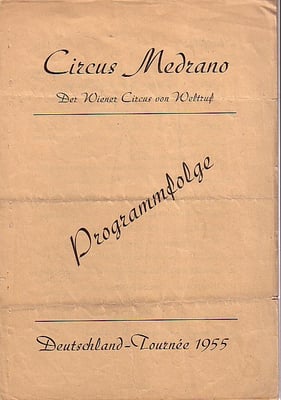 Circus Medrano
Der Wiener Circus von Weltruf
Programmfolge
Deutschland-Tournée 1955